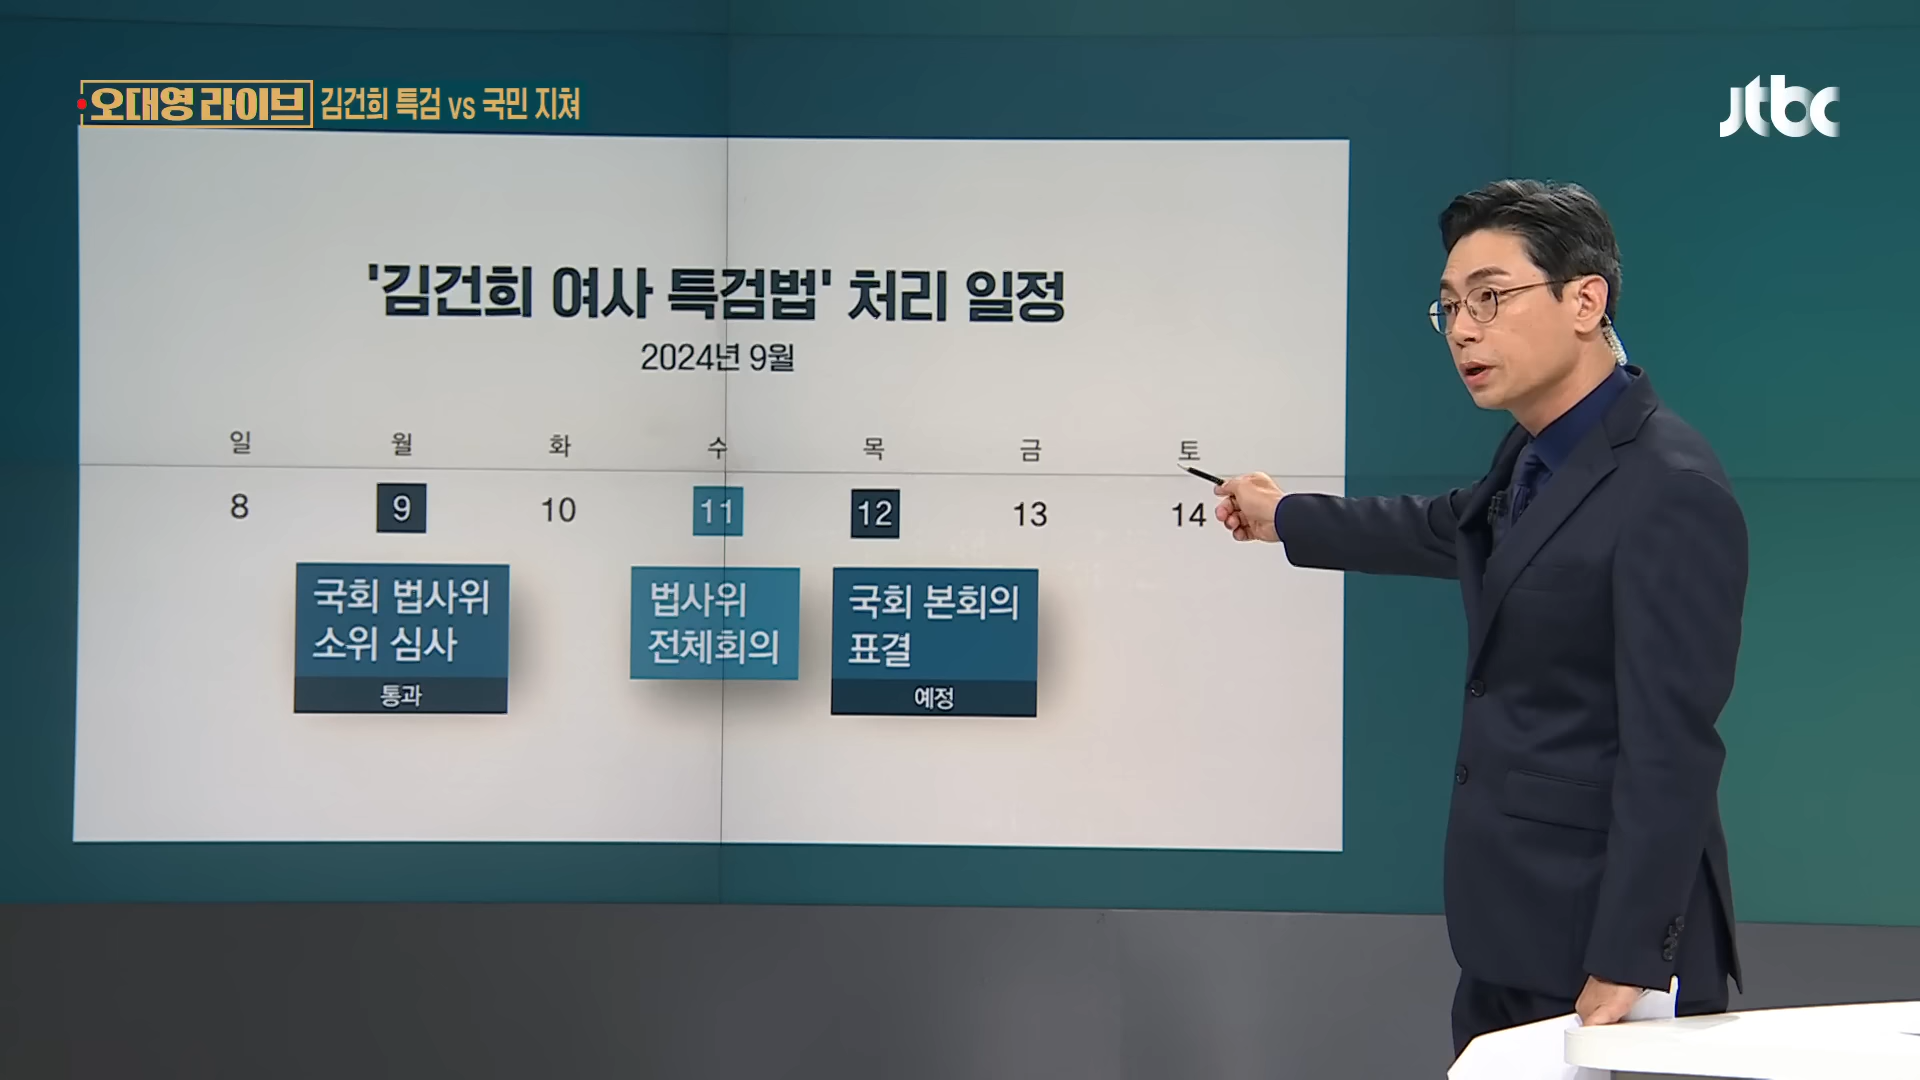 오대영 라이브 김건희 특검 vs 국민 지쳐
jtbc
'김건희 여사 특검법' 처리 일정
2024년 9월
일 월 화 수 목 금 토
8 9 10 11 12 13 14
국회 법사위
소위 심사
통과
법사위
전체회의
국회 본회의
표결
예정